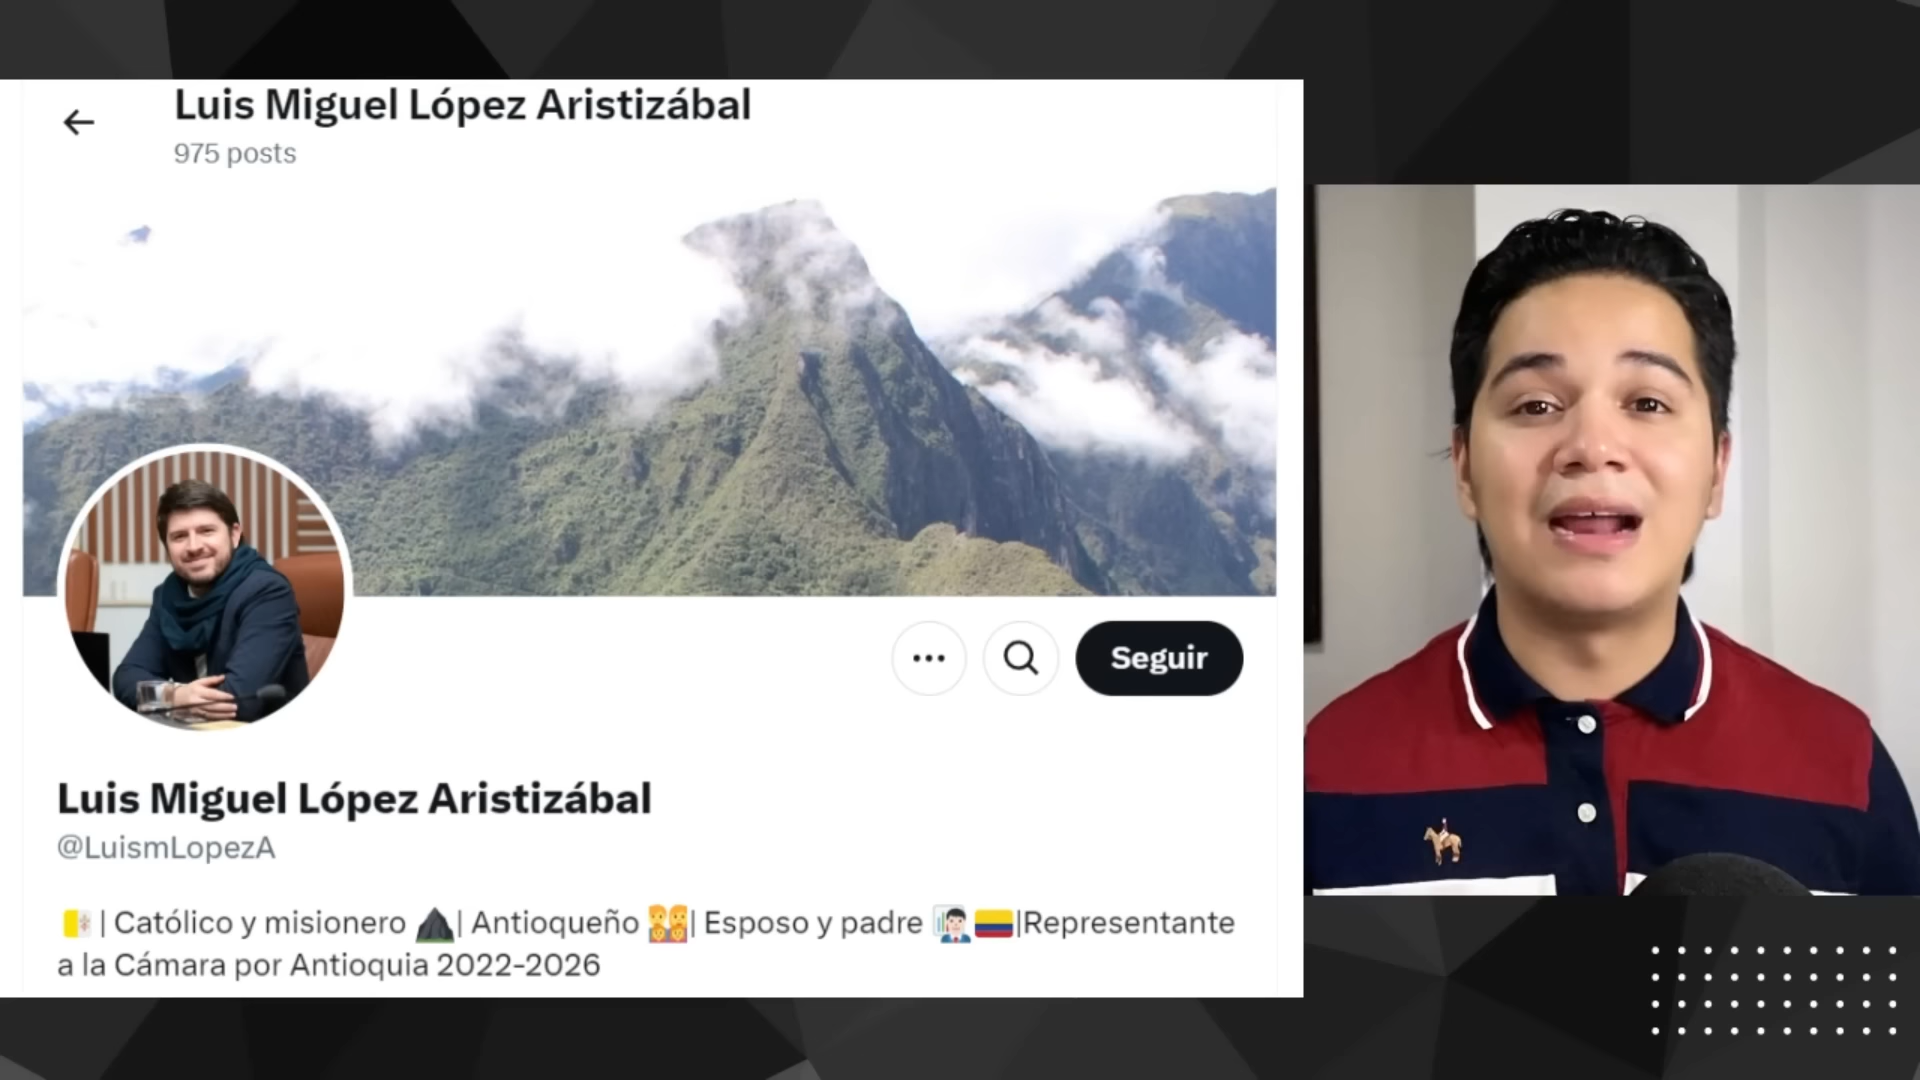 Luis Miguel López Aristizábal
975 posts
Seguir
Luis Miguel López Aristizábal
@LuismLopezA
| Católico y misionero | Antioqueño | Esposo y padre |Representante
a la Cámara por Antioquia 2022-2026